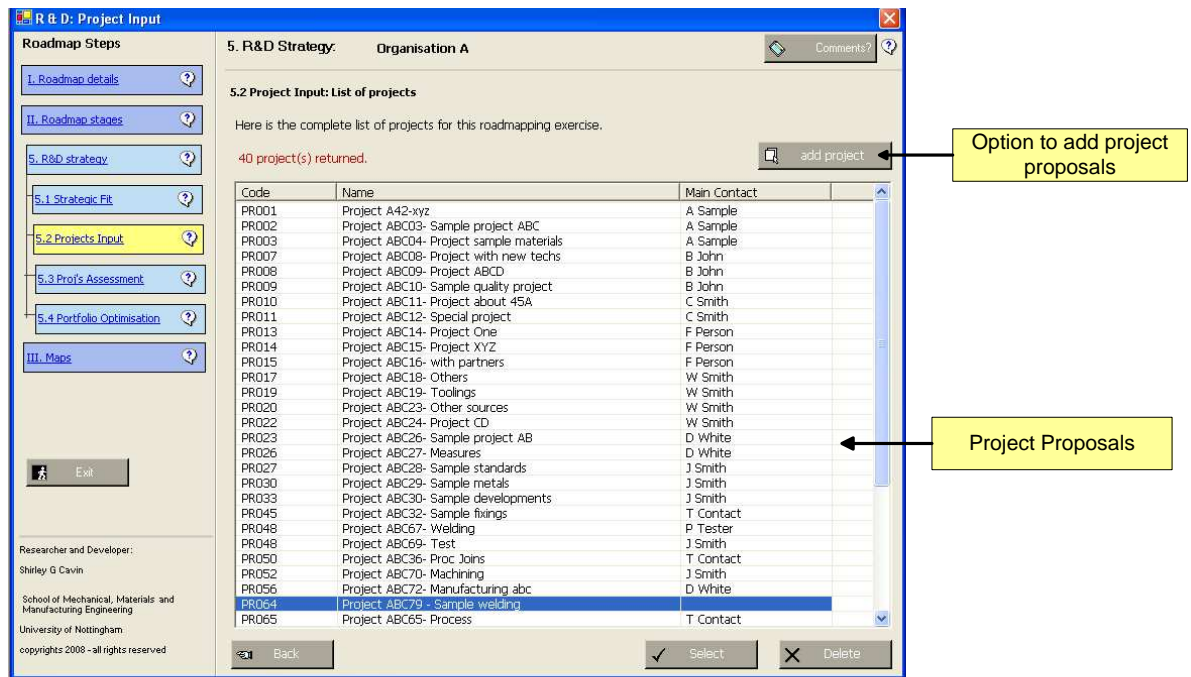 R & D: Project Input
Roadmap Steps
I. Roadmap details
II. Roadmap stages
5. R&D strategy
5.1 Strategic Fit
5.2 Projects Input
5.3 Proj's Assessment
5.4 Portfolio Optimisation
III. Maps
Exit
Researcher and Developer:
Shirley G Cavin
School of Mechanical, Materials and
Manufacturing Engineering
University of Nottingham
copyrights 2008 - all rights reserved
5. R&D Strategy: Organisation A
Comments?
5.2 Project Input: List of projects
Here is the complete list of projects for this roadmapping exercise.
40 project(s) returned.
add project
Code Name Main Contact
PR001 Project A42-xyz A Sample
PR002 Project ABC03- Sample project ABC A Sample
PR003 Project ABC04- Project sample materials A Sample
PR007 Project ABC08- Project with new techs B John
PR008 Project ABC09- Project ABCD B John
PR009 Project ABC10- Sample quality project B John
PR010 Project ABC11- Project about 45A C Smith
PR011 Project ABC12- Special project C Smith
PR013 Project ABC14- Project One F Person
PR014 Project ABC15- Project XYZ F Person
PR015 Project ABC16- with partners F Person
PR017 Project ABC18- Others W Smith
PR019 Project ABC19- Toolings W Smith
PR020 Project ABC23- Other sources W Smith
PR022 Project ABC24- Project CD W Smith
PR023 Project ABC26- Sample project AB D White
PR026 Project ABC27- Measures D White
PR027 Project ABC28- Sample standards J Smith
PR030 Project ABC29- Sample metals J Smith
PR033 Project ABC30- Sample developments J Smith
PR045 Project ABC32- Sample fixings T Contact
PR048 Project ABC67- Welding P Tester
PR048 Project ABC69- Test J Smith
PR050 Project ABC36- Proc Joins T Contact
PR052 Project ABC70- Machining J Smith
PR056 Project ABC72- Manufacturing abc D White
PR064 Project ABC79 - Sample welding
PR065 Project ABC65- Process T Contact
Back
Select
Delete
Option to add project
proposals
Project Proposals